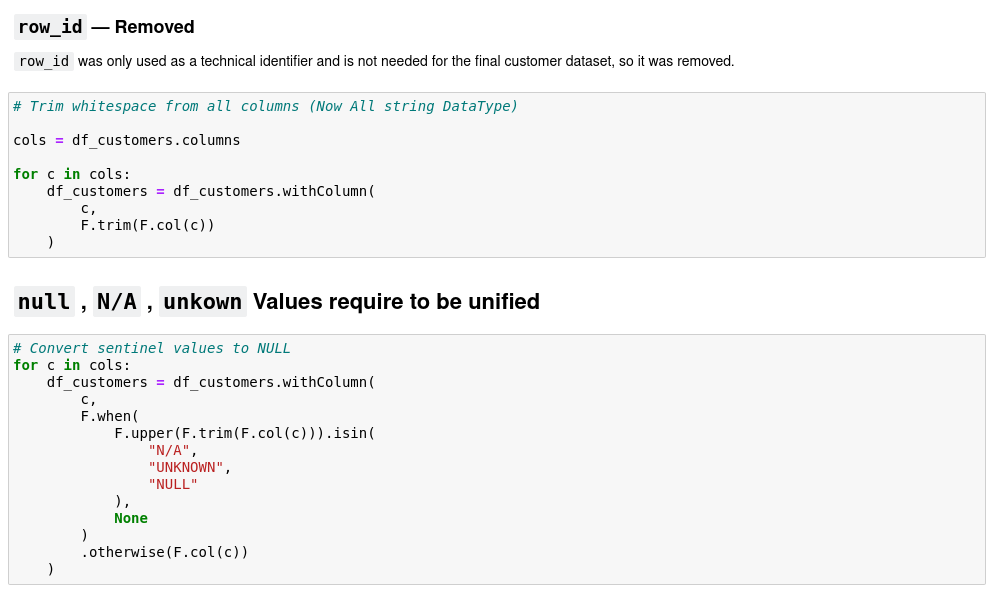 row_id — Removed
row_id was only used as a technical identifier and is not needed for the final customer dataset, so it was removed.
# Trim whitespace from all columns (Now All string DataType)
cols = df_customers.columns
for c in cols:
    df_customers = df_customers.withColumn(
        c,
        F.trim(F.col(c))
    )
null , N/A , unkown Values require to be unified
# Convert sentinel values to NULL
for c in cols:
    df_customers = df_customers.withColumn(
        c,
        F.when(
            F.upper(F.trim(F.col(c))).isin(
                "N/A",
                "UNKNOWN",
                "NULL"
            ),
            None
        )
        .otherwise(F.col(c))
    )